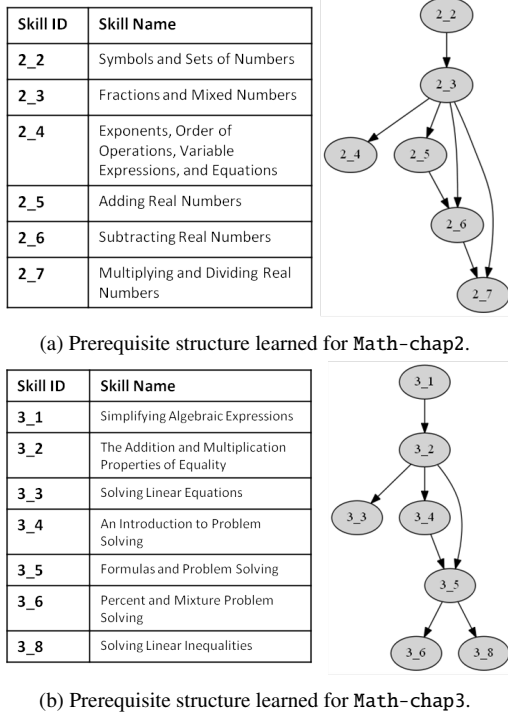 Skill ID Skill Name
2_2 Symbols and Sets of Numbers
2_3 Fractions and Mixed Numbers
2_4 Exponents, Order of
Operations, Variable
Expressions, and Equations
2_5 Adding Real Numbers
2_6 Subtracting Real Numbers
2_7 Multiplying and Dividing Real
Numbers
2_2
2_3
2_4 2_5
2_6
2_7
(a) Prerequisite structure learned for Math-chap2.
Skill ID Skill Name
3_1 Simplifying Algebraic Expressions
3_2 The Addition and Multiplication
Properties of Equality
3_3 Solving Linear Equations
3_4 An Introduction to Problem
Solving
3_5 Formulas and Problem Solving
3_6 Percent and Mixture Problem
Solving
3_8 Solving Linear Inequalities
3_1
3_2
3_3 3_4
3_5
3_6 3_8
(b) Prerequisite structure learned for Math-chap3.